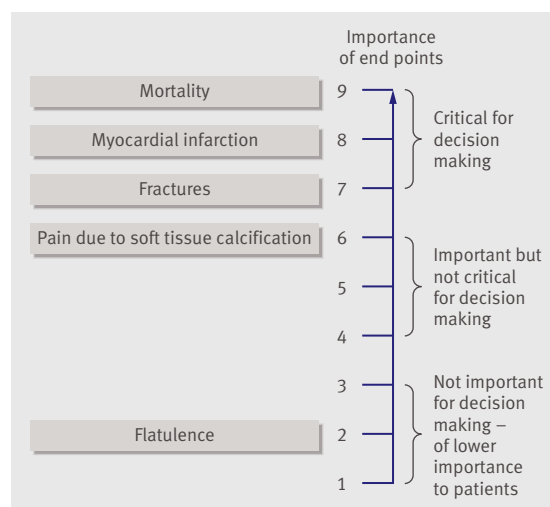 Importance
of end points
Mortality
9
Myocardial infarction
8
Fractures
7
Critical for
decision
making
Pain due to soft tissue calcification
6
5
4
Important but
not critical
for decision
making
3
Flatulence
2
1
Not important
for decision
making –
of lower
importance
to patients